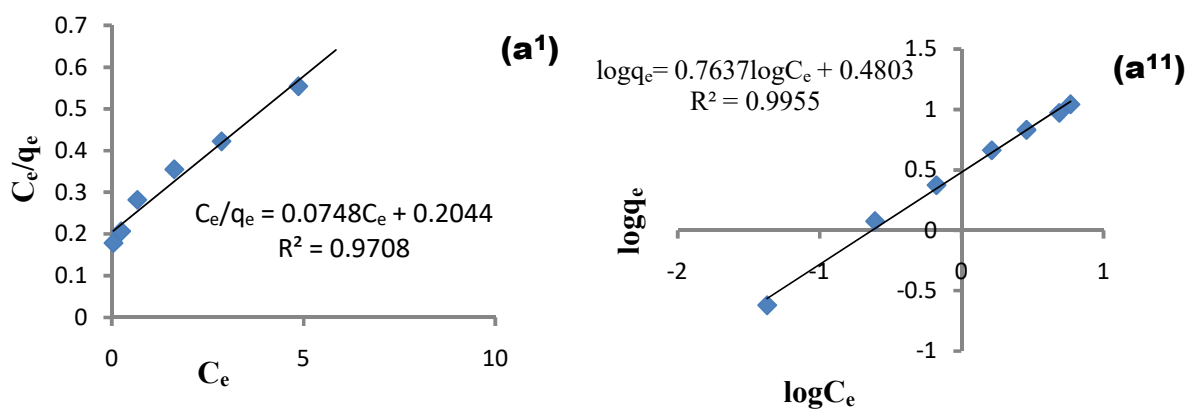 (a¹)
0.7
0.6
0.5
0.4
0.3
0.2
0.1
0
Cₑ/qₑ
Cₑ/qₑ = 0.0748Cₑ + 0.2044
R² = 0.9708
0 5 10
Cₑ
(a¹¹)
logqₑ= 0.7637logCₑ + 0.4803
R² = 0.9955
1.5
1
0.5
0
-0.5
-1
logqₑ
-2 -1 0 1
logCₑ